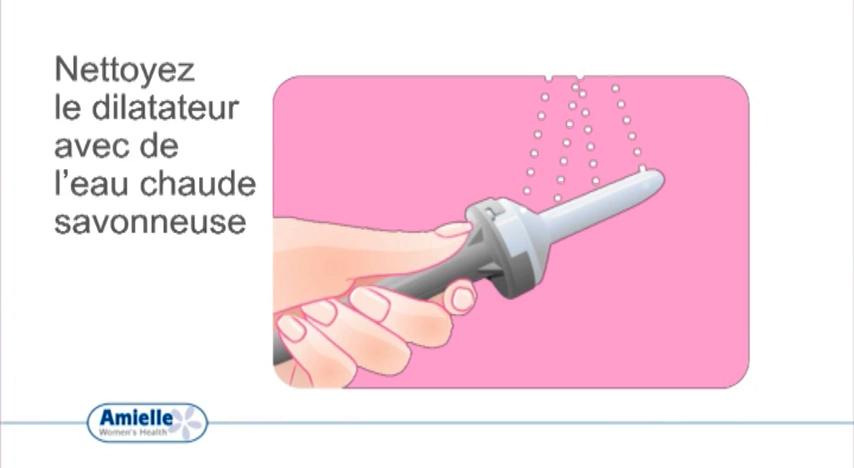 Nettoyez
le dilatateur
avec de
l'eau chaude
savonneuse
Amielle
Women's Health